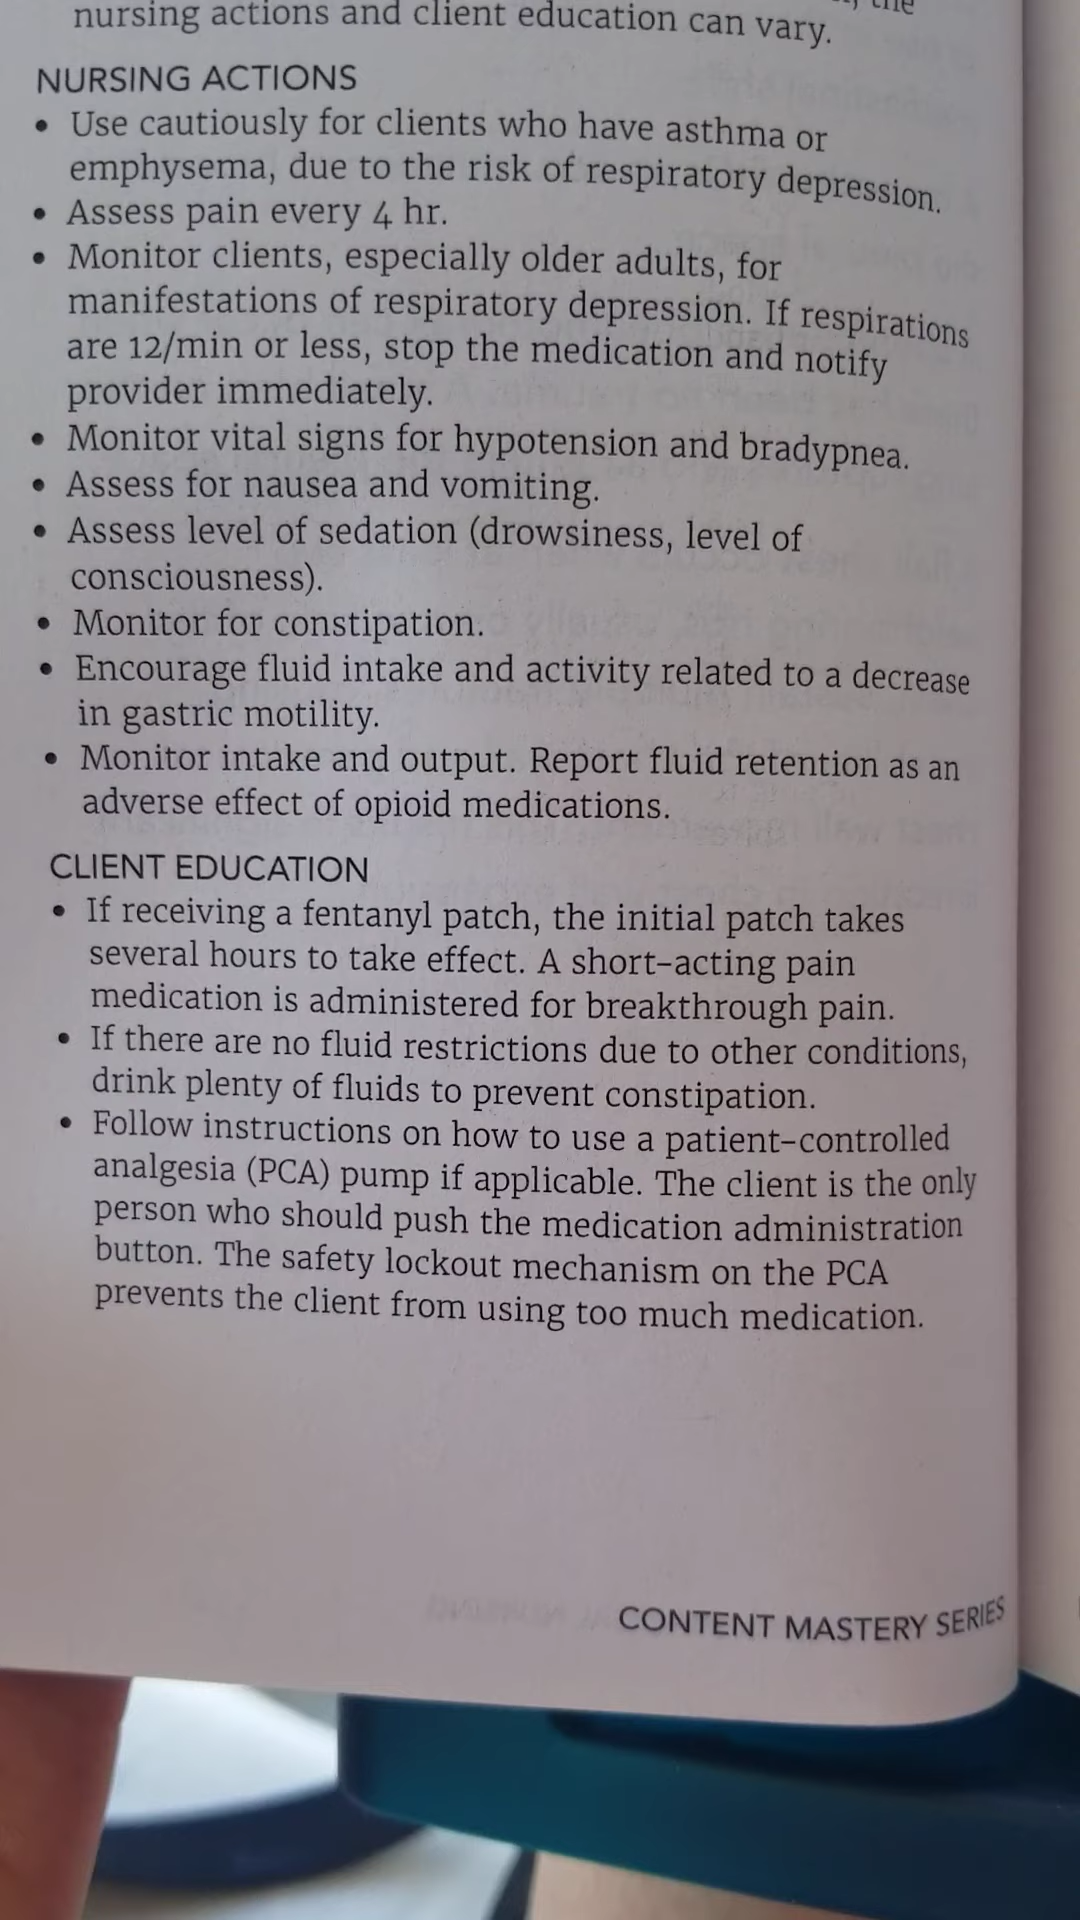 the
nursing actions and client education can vary.
NURSING ACTIONS
• Use cautiously for clients who have asthma or
emphysema, due to the risk of respiratory depression.
• Assess pain every 4 hr.
• Monitor clients, especially older adults, for
manifestations of respiratory depression. If respirations
are 12/min or less, stop the medication and notify
provider immediately.
• Monitor vital signs for hypotension and bradypnea.
• Assess for nausea and vomiting.
• Assess level of sedation (drowsiness, level of
consciousness).
• Monitor for constipation.
• Encourage fluid intake and activity related to a decrease
in gastric motility.
• Monitor intake and output. Report fluid retention as an
adverse effect of opioid medications.
CLIENT EDUCATION
• If receiving a fentanyl patch, the initial patch takes
several hours to take effect. A short-acting pain
medication is administered for breakthrough pain.
• If there are no fluid restrictions due to other conditions,
drink plenty of fluids to prevent constipation.
• Follow instructions on how to use a patient-controlled
analgesia (PCA) pump if applicable. The client is the only
person who should push the medication administration
button. The safety lockout mechanism on the PCA
prevents the client from using too much medication.
CONTENT MASTERY SERIES